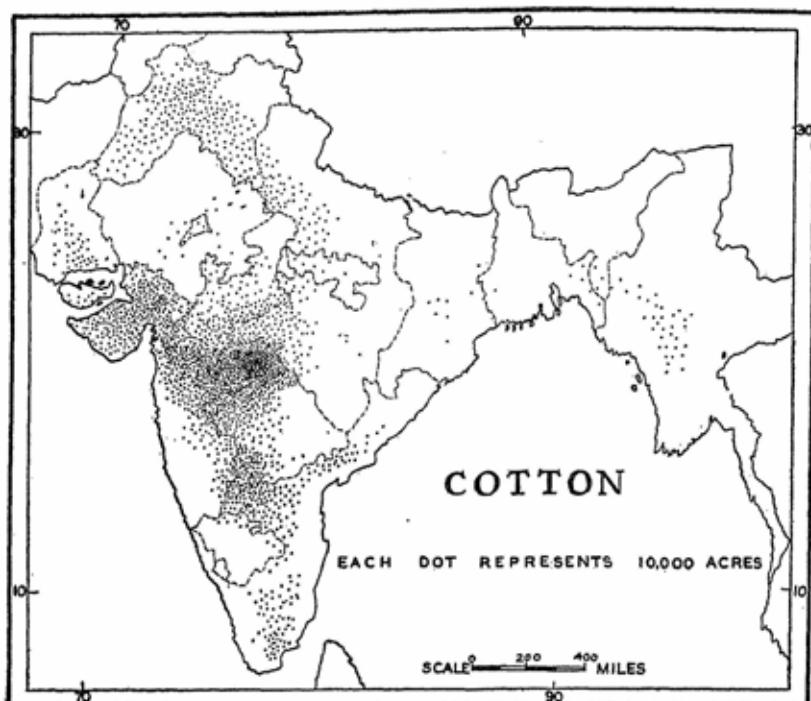 70 90
30 30
COTTON
EACH DOT REPRESENTS 10,000 ACRES
10 10
0 200 400
SCALE MILES
70 90